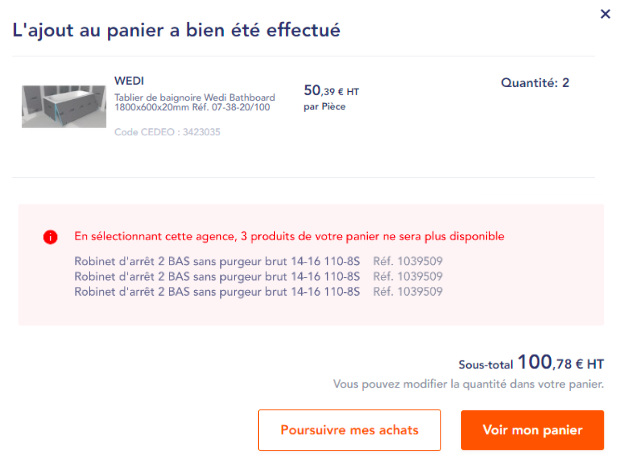 L'ajout au panier a bien été effectué
WEDI
Tablier de baignoire Wedi Bathboard
1800x600x20mm Réf. 07-38-20/100
Code CEDEO : 3423035
50,39 € HT
par Pièce
Quantité: 2
En sélectionnant cette agence, 3 produits de votre panier ne sera plus disponible
Robinet d'arrêt 2 BAS sans purgeur brut 14-16 110-8S Réf. 1039509
Robinet d'arrêt 2 BAS sans purgeur brut 14-16 110-8S Réf. 1039509
Robinet d'arrêt 2 BAS sans purgeur brut 14-16 110-8S Réf. 1039509
Sous-total 100,78 € HT
Vous pouvez modifier la quantité dans votre panier.
Poursuivre mes achats
Voir mon panier